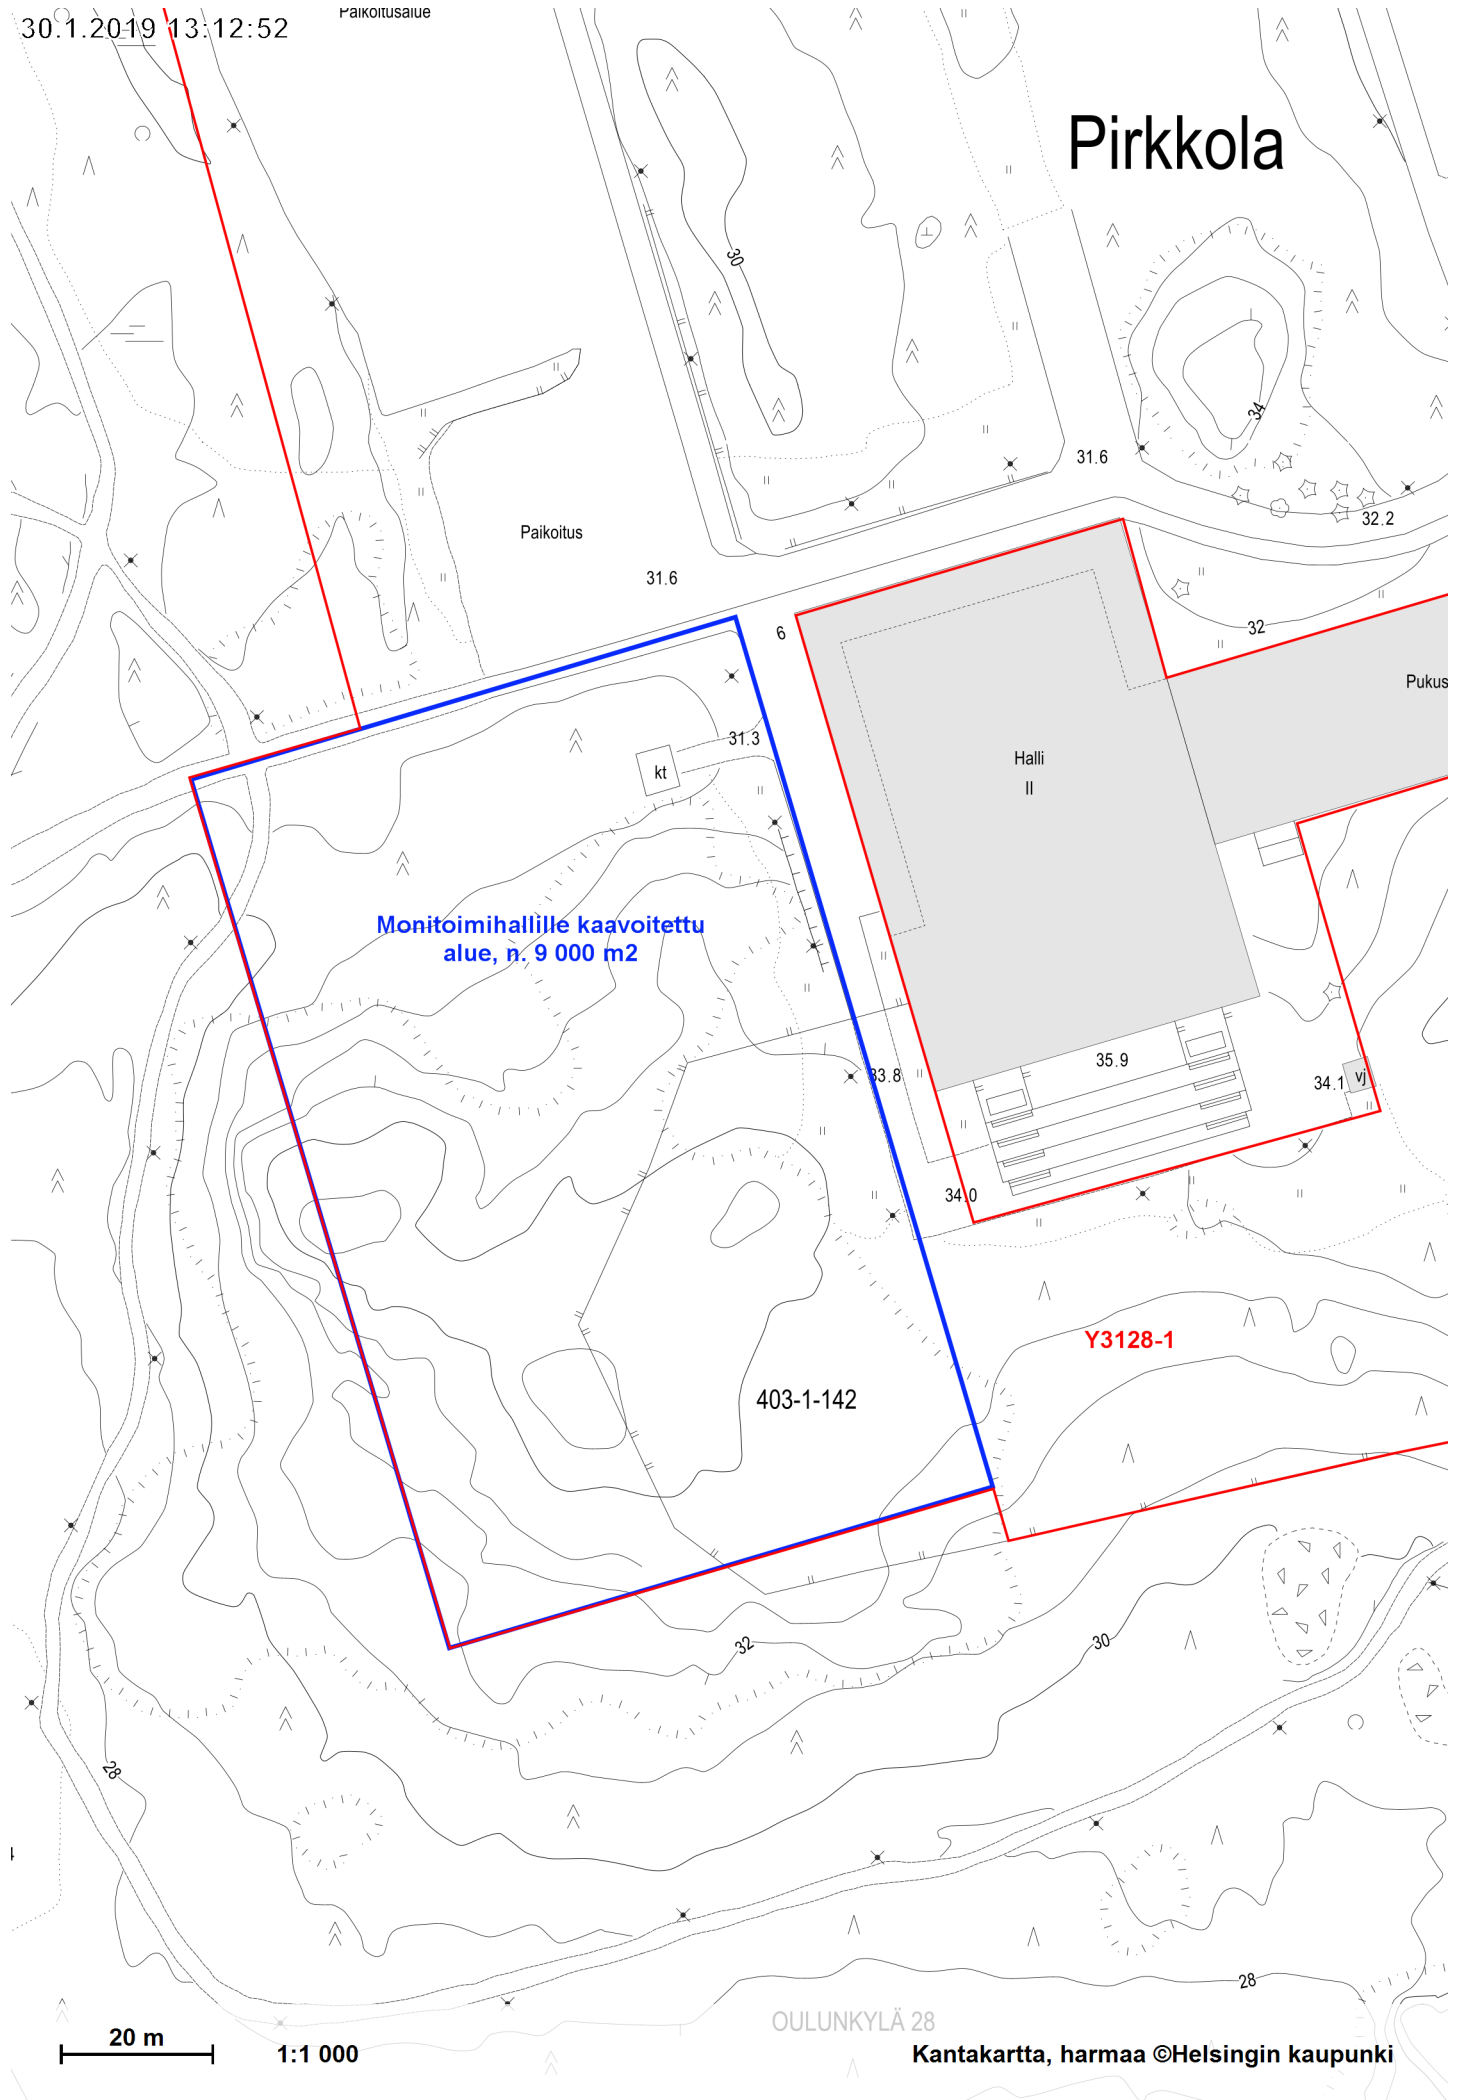 30.1.2019 13:12:52
Paikoitusalue
Pirkkola
30
34
31.6
32.2
Paikoitus
31.6
6
32
Pukus
31.3
kt
Halli
II
Monitoimihallille kaavoitettu
alue, n. 9 000 m2
35.9
33.8
34.1
vj
34.0
Y3128-1
403-1-142
32
30
28
28
OULUNKYLÄ 28
20 m
1:1 000
Kantakartta, harmaa ©Helsingin kaupunki